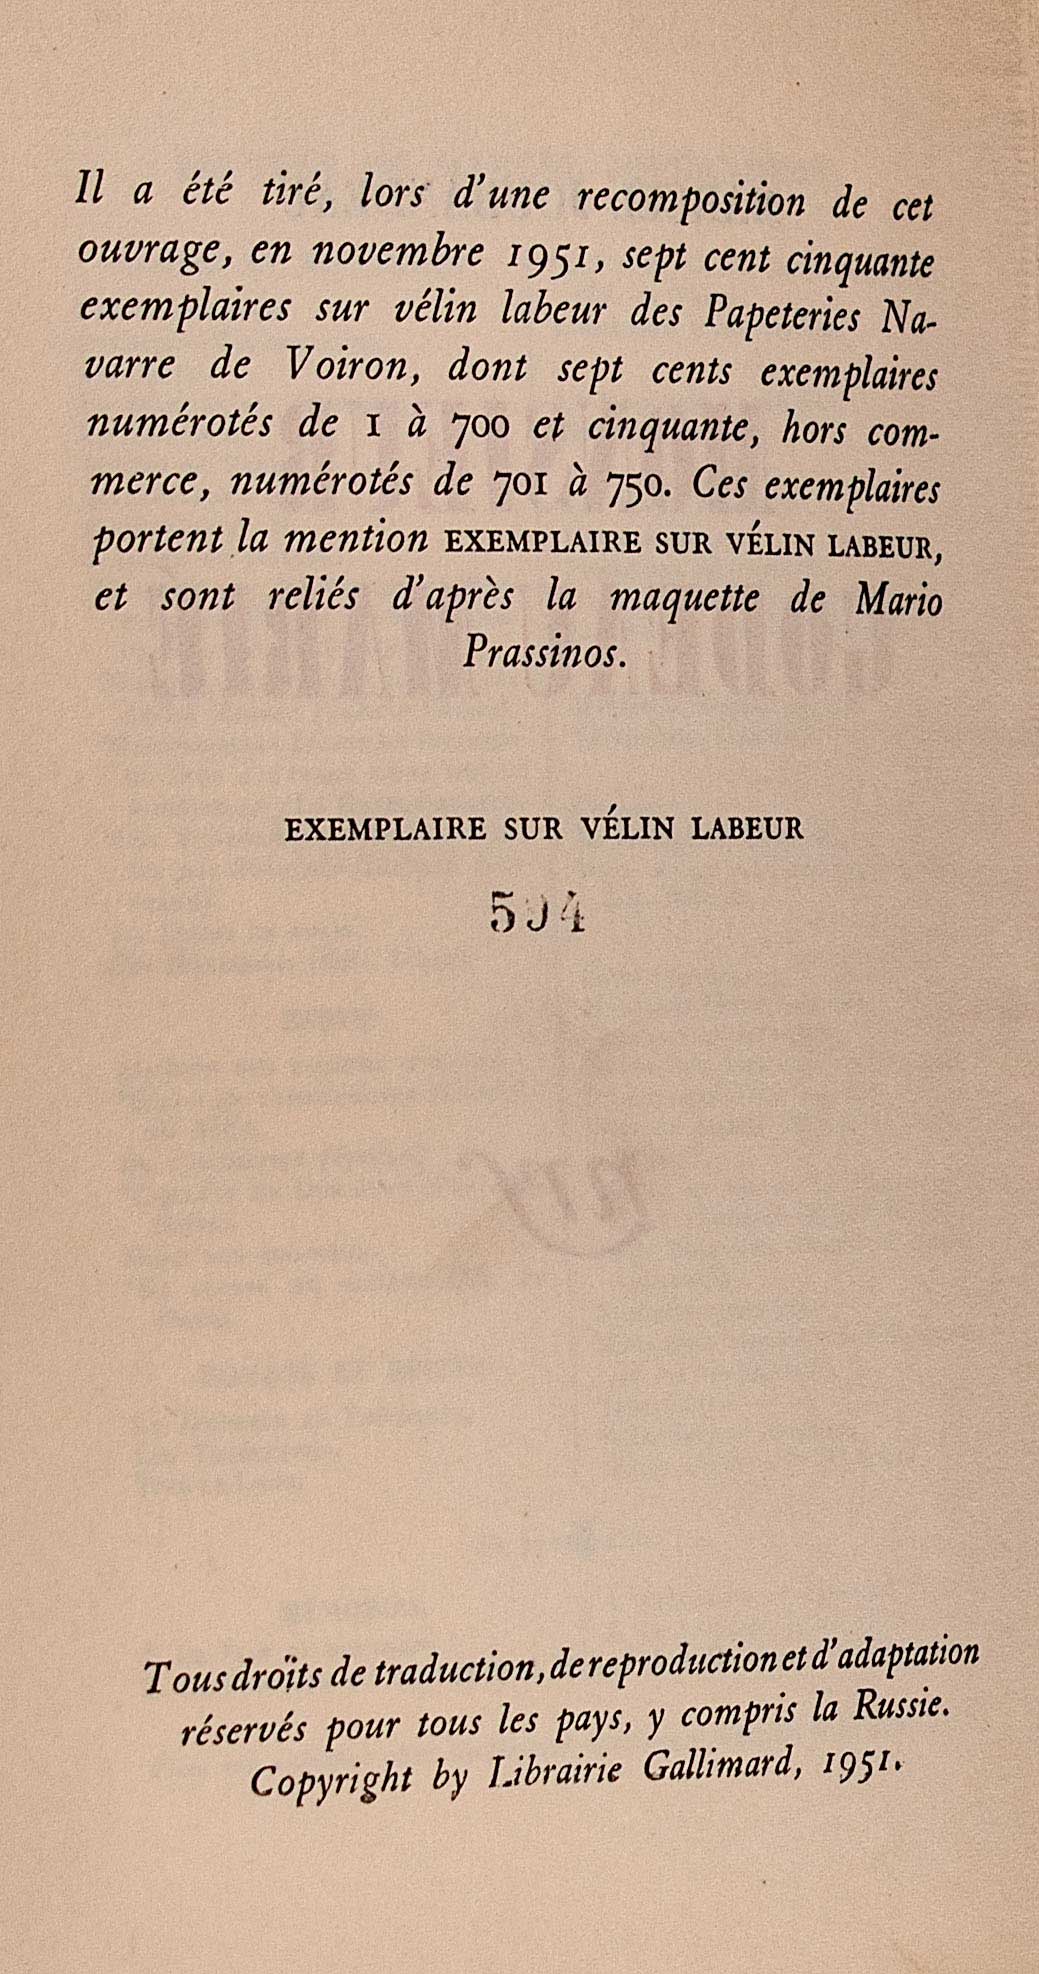 Il a été tiré, lors d'une recomposition de cet
ouvrage, en novembre 1951, sept cent cinquante
exemplaires sur vélin labeur des Papeteries Na-
varre de Voiron, dont sept cents exemplaires
numérotés de 1 à 700 et cinquante, hors com-
merce, numérotés de 701 à 750. Ces exemplaires
portent la mention EXEMPLAIRE SUR VÉLIN LABEUR,
et sont reliés d'après la maquette de Mario
Prassinos.
EXEMPLAIRE SUR VÉLIN LABEUR
Tous droits de traduction, de reproduction et d'adaptation
réservés pour tous les pays, y compris la Russie.
Copyright by Librairie Gallimard, 1951.